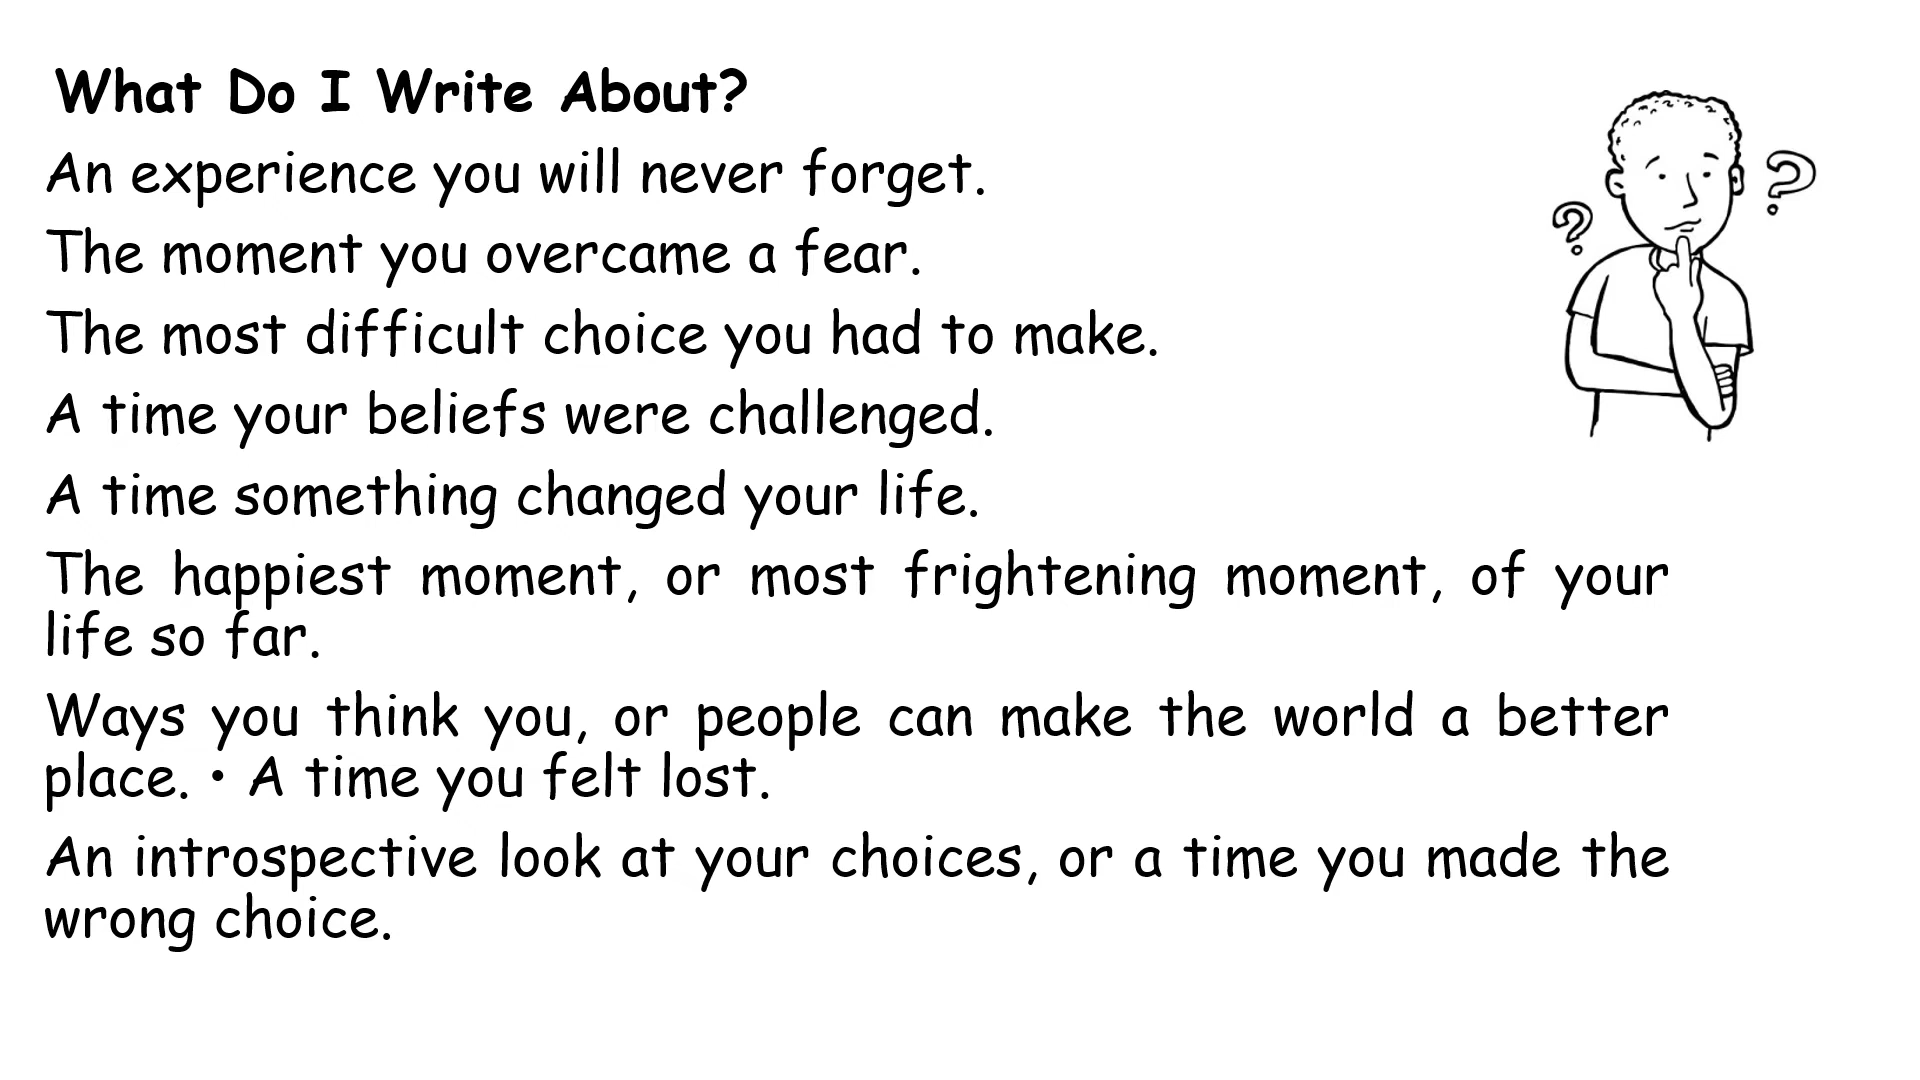 What Do I Write About?
An experience you will never forget.
The moment you overcame a fear.
The most difficult choice you had to make.
A time your beliefs were challenged.
A time something changed your life.
The happiest moment, or most frightening moment, of your
life so far.
Ways you think you, or people can make the world a better
place. • A time you felt lost.
An introspective look at your choices, or a time you made the
wrong choice.
? ?